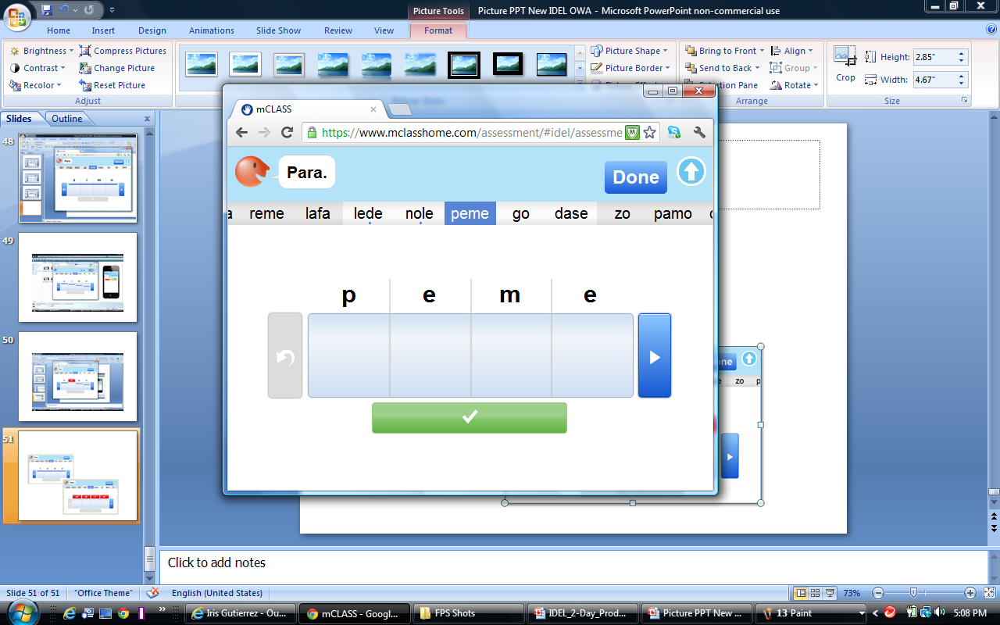 Picture Tools
Picture PPT New IDEL OWA - Microsoft PowerPoint non-commercial use
Home Insert Design Animations Slide Show Review View Format
Brightness Compress Pictures Picture Shape Bring to Front Align Height: 2.85"
Contrast Change Picture Picture Border Send to Back Group Crop Width: 4.67"
Recolor Reset Picture Selection Pane Rotate
Adjust Arrange Size
Slides Outline
mCLASS
https://www.mclasshome.com/assessment/#idel/assessme
Para.
Done
reme lafa lede nole peme go dase zo pamo
p e m e
zo p
48
49
50
51
Click to add notes
Slide 51 of 51 "Office Theme" English (United States) 73%
Iris Gutierrez - Ou... mCLASS - Googl... FPS Shots IDEL_2-Day_Prod... Picture PPT New ... 13 Paint 5:08 PM